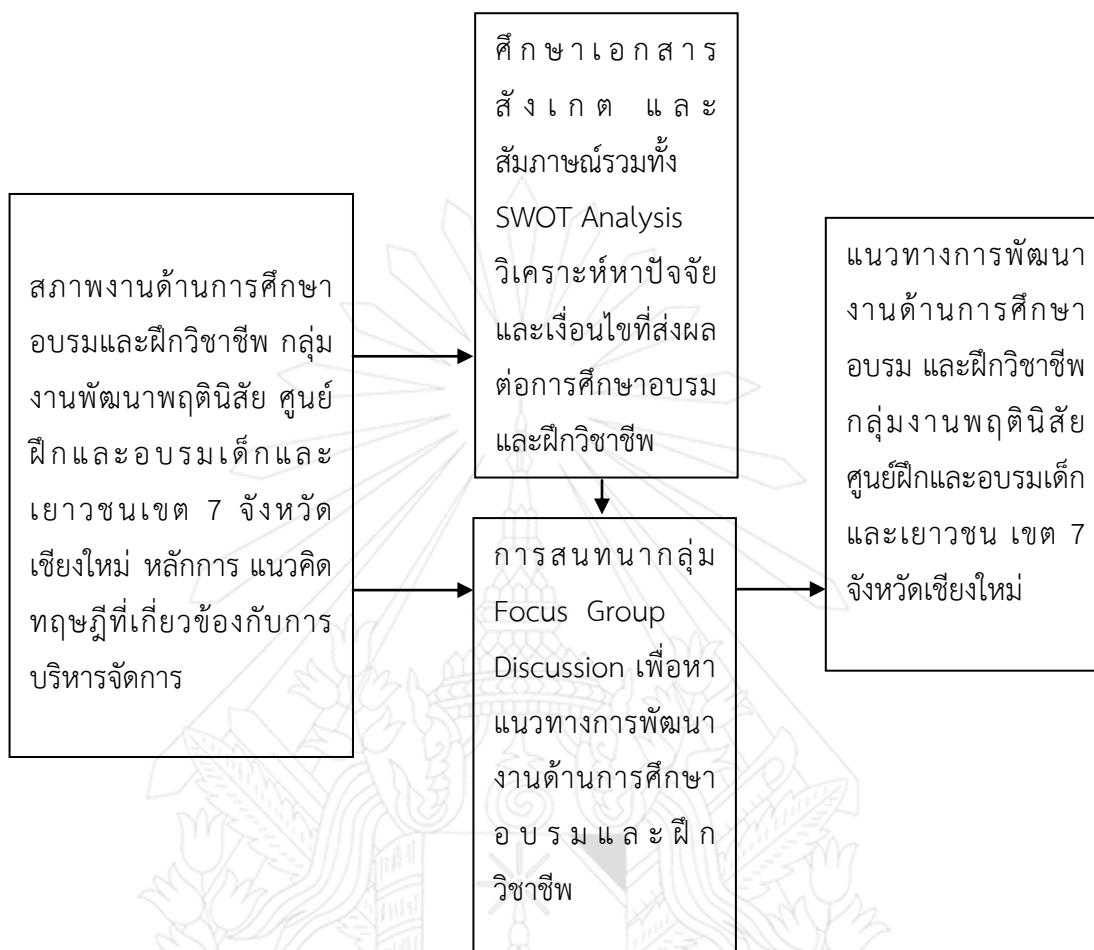 สภาพงานด้านการศึกษา
อบรมและฝึกวิชาชีพ กลุ่ม
งานพัฒนาพฤตินิสัย ศูนย์
ฝึกและอบรมเด็กและ
เยาวชนเขต 7 จังหวัด
เชียงใหม่ หลักการ แนวคิด
ทฤษฎีที่เกี่ยวข้องกับการ
บริหารจัดการ
ศึกษาเอกสาร
สังเกต และ
สัมภาษณ์รวมทั้ง
SWOT Analysis
วิเคราะห์หาปัจจัย
และเงื่อนไขที่ส่งผล
ต่อการศึกษาอบรม
และฝึกวิชาชีพ
การสนทนากลุ่ม
Focus Group
Discussion เพื่อหา
แนวทางการพัฒนา
งานด้านการศึกษา
อบรมและฝึก
วิชาชีพ
แนวทางการพัฒนา
งานด้านการศึกษา
อบรม และฝึกวิชาชีพ
กลุ่มงานพฤตินิสัย
ศูนย์ฝึกและอบรมเด็ก
และเยาวชน เขต 7
จังหวัดเชียงใหม่